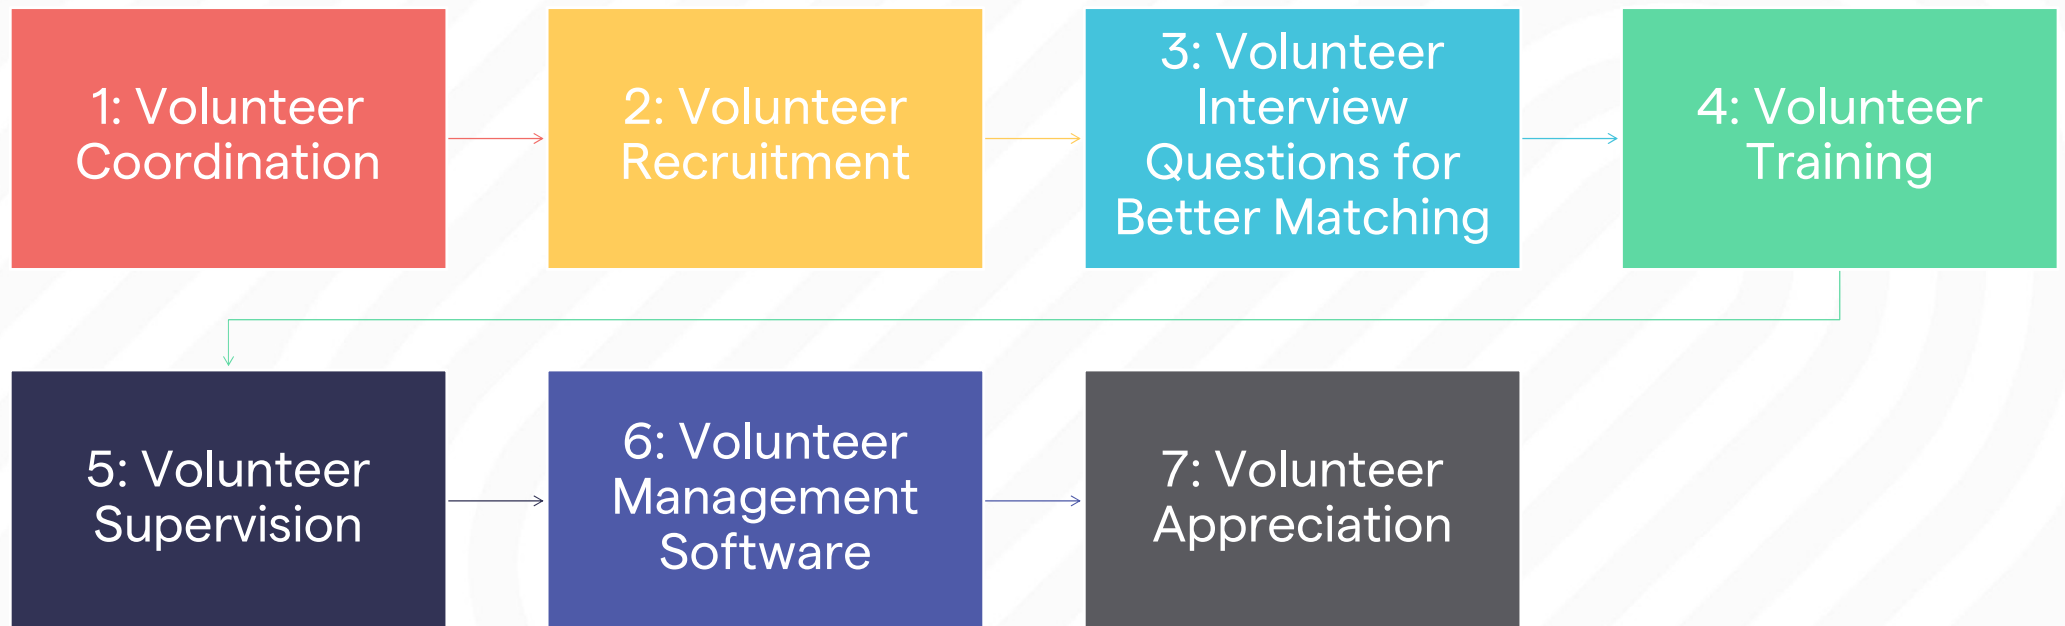 1: Volunteer
Coordination
2: Volunteer
Recruitment
3: Volunteer
Interview
Questions for
Better Matching
4: Volunteer
Training
5: Volunteer
Supervision
6: Volunteer
Management
Software
7: Volunteer
Appreciation